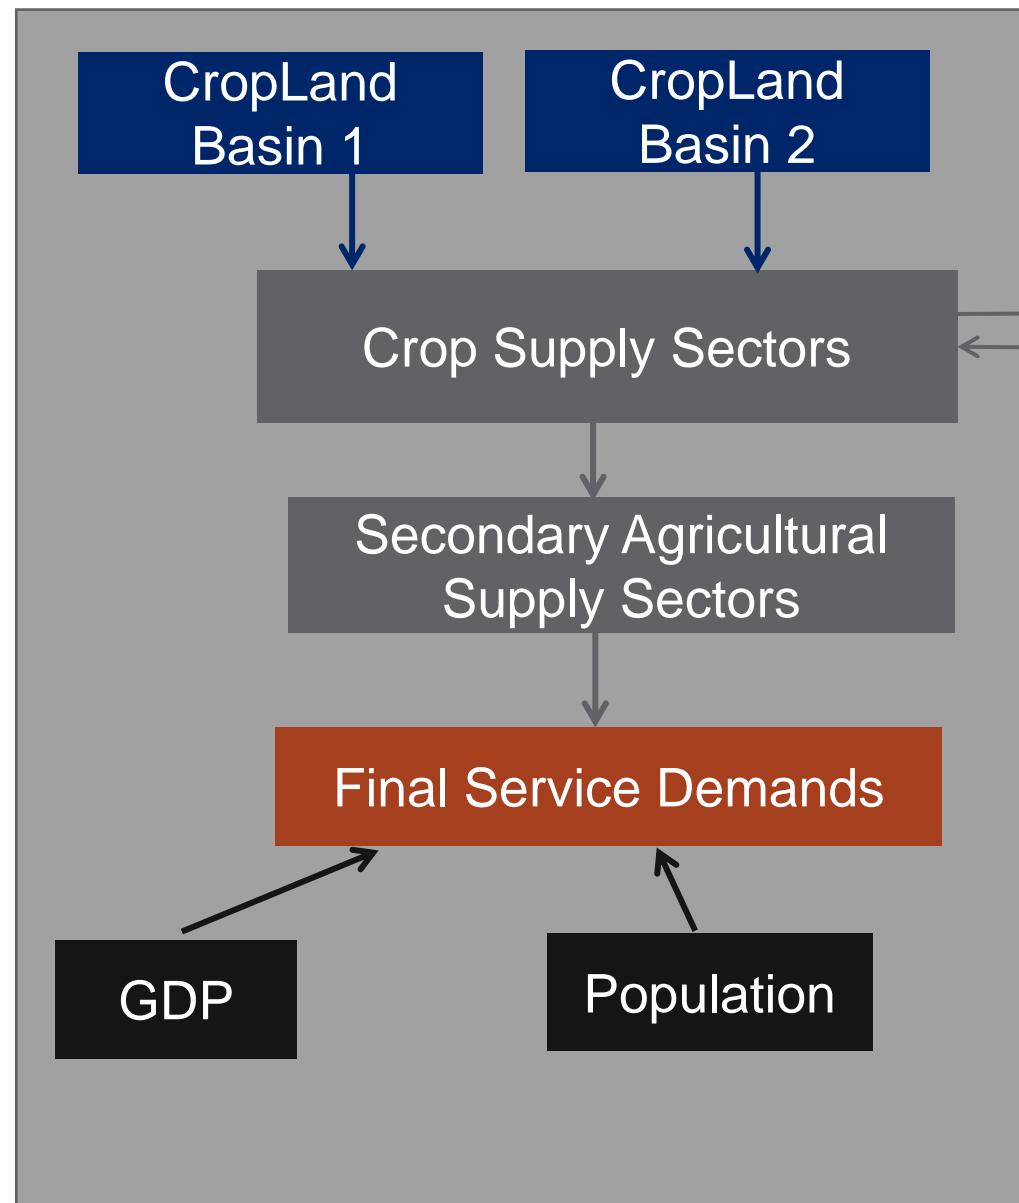 CropLand
Basin 1
CropLand
Basin 2
Crop Supply Sectors
Secondary Agricultural
Supply Sectors
Final Service Demands
GDP
Population